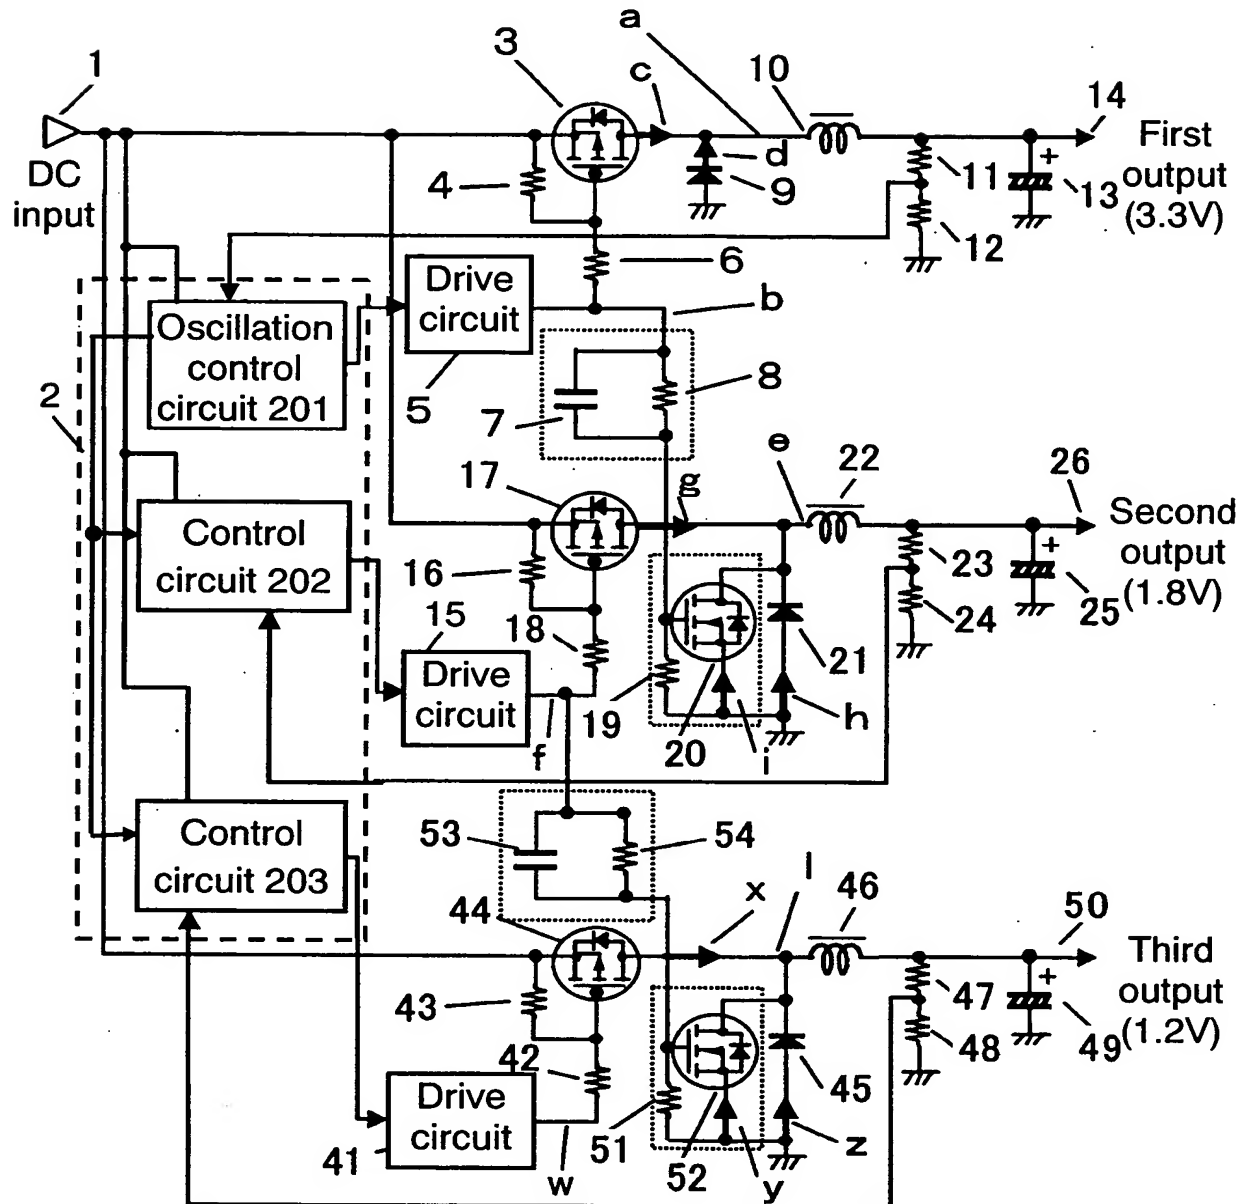 a
3
1
c
10
14
First
output
(3.3V)
DC
input
d
4
9
11
13
12
6
Drive
circuit
5
b
Oscillation
control
circuit 201
2
8
7
e
22
26
17
g
Second
output
(1.8V)
Control
circuit 202
16
23
25
24
15
18
Drive
circuit
21
19
f
20
i
h
Control
circuit 203
53
54
l
46
x
44
50
Third
output
(1.2V)
43
47
49
48
42
45
Drive
circuit
41
51
w
52
y
z